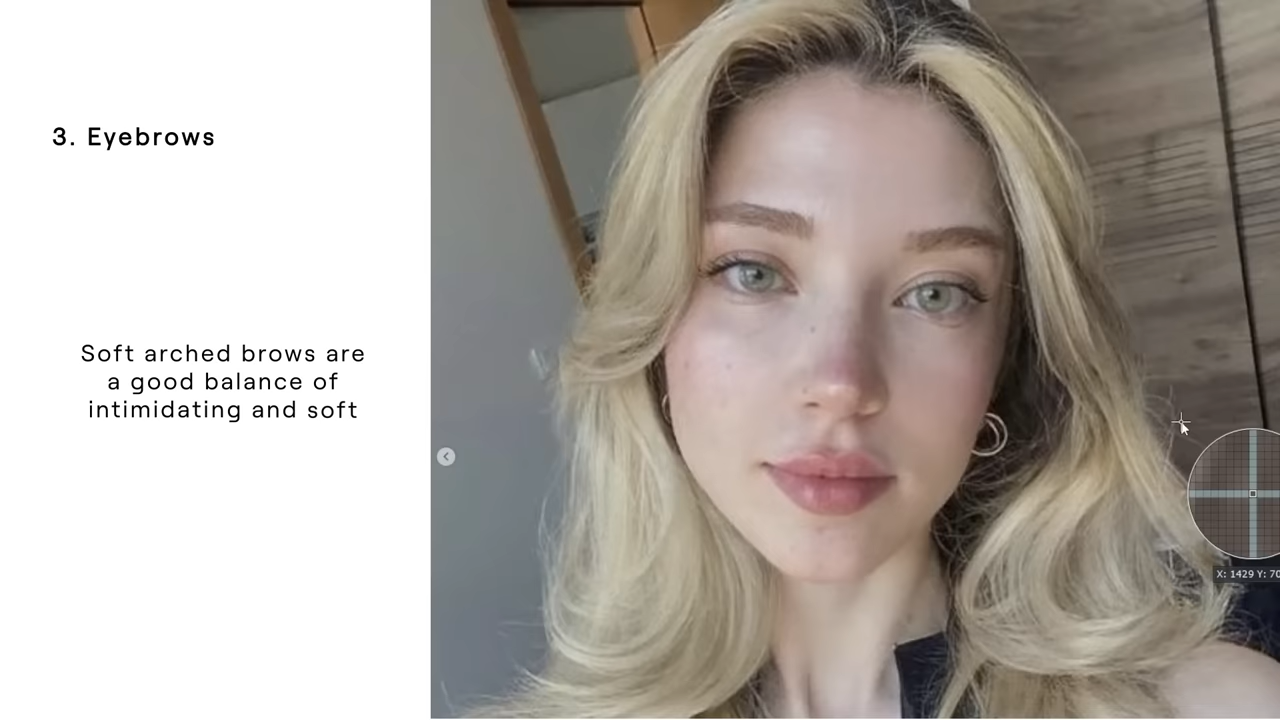 3. Eyebrows
Soft arched brows are
a good balance of
intimidating and soft
X: 1429 Y: 70